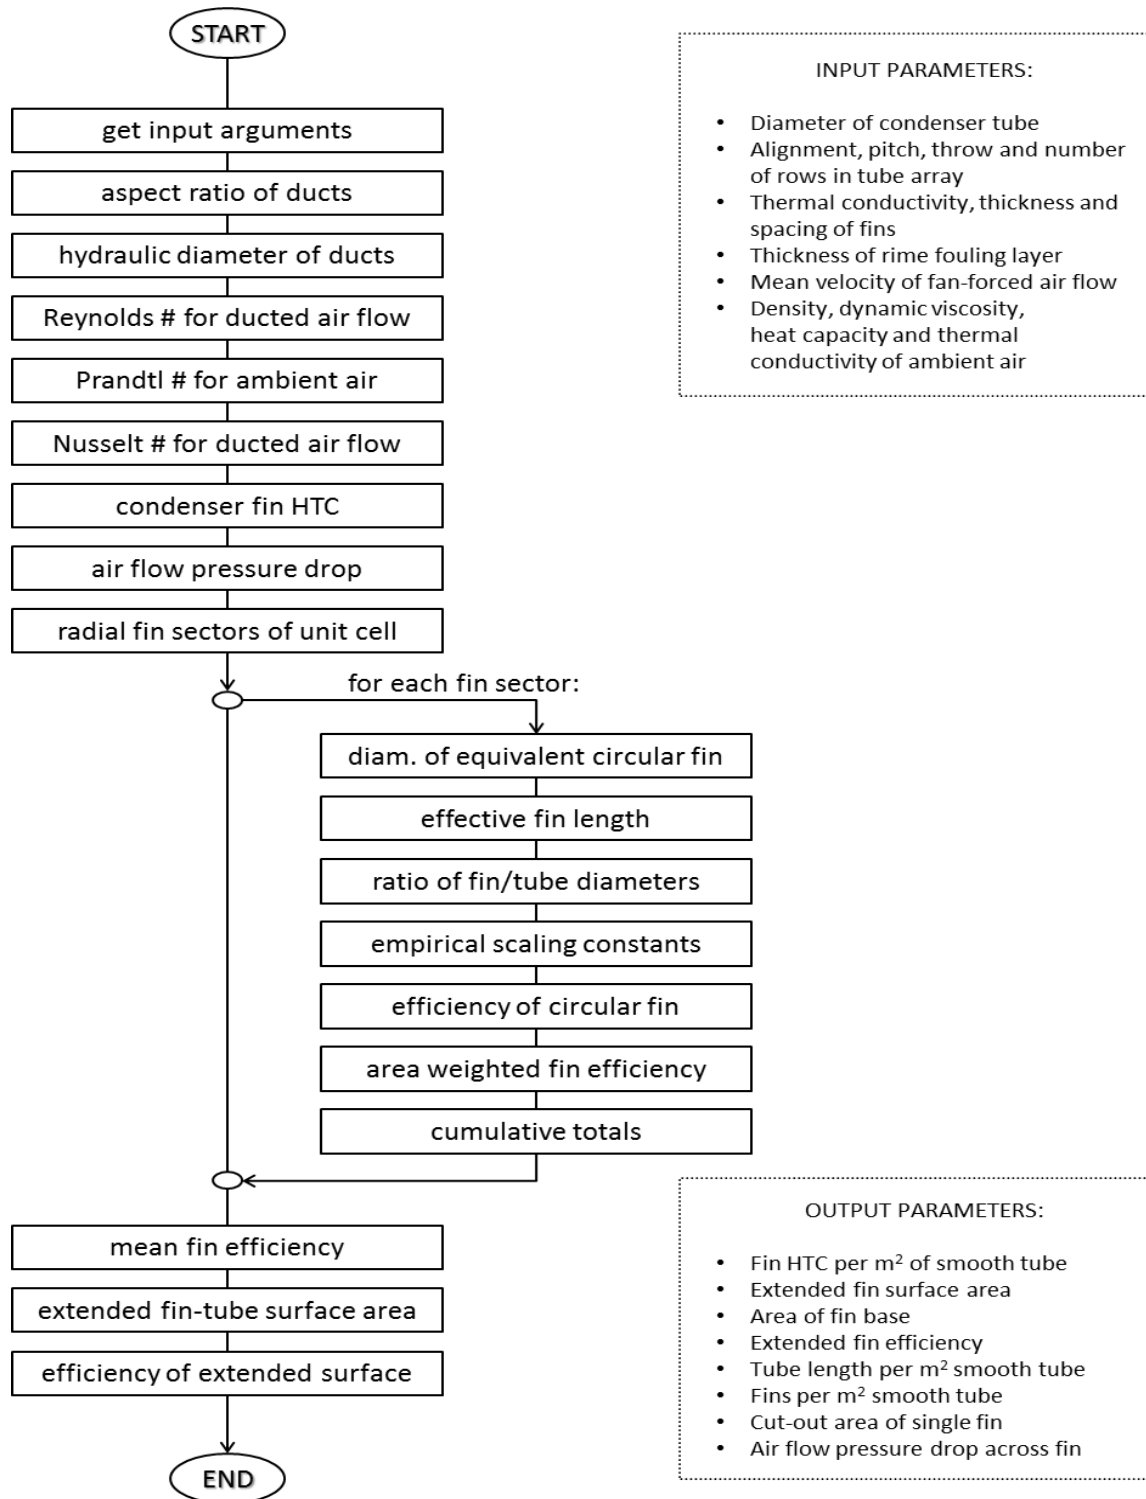 START
get input arguments
aspect ratio of ducts
hydraulic diameter of ducts
Reynolds # for ducted air flow
Prandtl # for ambient air
Nusselt # for ducted air flow
condenser fin HTC
air flow pressure drop
radial fin sectors of unit cell
for each fin sector:
diam. of equivalent circular fin
effective fin length
ratio of fin/tube diameters
empirical scaling constants
efficiency of circular fin
area weighted fin efficiency
cumulative totals
mean fin efficiency
extended fin-tube surface area
efficiency of extended surface
END
INPUT PARAMETERS:
• Diameter of condenser tube
• Alignment, pitch, throw and number
of rows in tube array
• Thermal conductivity, thickness and
spacing of fins
• Thickness of rime fouling layer
• Mean velocity of fan-forced air flow
• Density, dynamic viscosity,
heat capacity and thermal
conductivity of ambient air
OUTPUT PARAMETERS:
• Fin HTC per m² of smooth tube
• Extended fin surface area
• Area of fin base
• Extended fin efficiency
• Tube length per m² smooth tube
• Fins per m² smooth tube
• Cut-out area of single fin
• Air flow pressure drop across fin